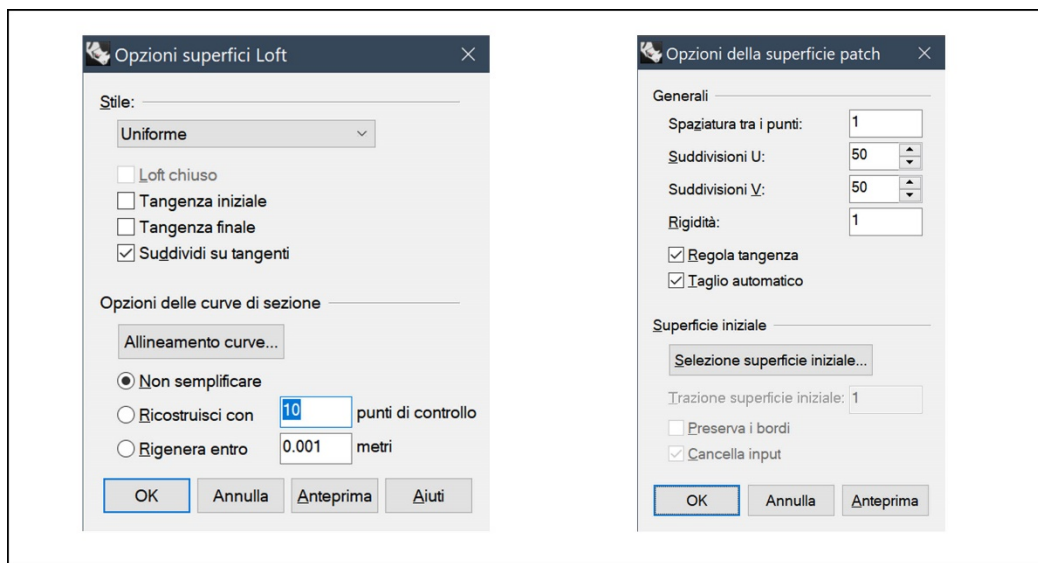 Opzioni superfici Loft
Stile:
Uniforme
Loft chiuso
Tangenza iniziale
Tangenza finale
Suddividi su tangenti
Opzioni delle curve di sezione
Allineamento curve...
Non semplificare
Ricostruisci con 10 punti di controllo
Rigenera entro 0.001 metri
OK Annulla Anteprima Aiuti
Opzioni della superficie patch
Generali
Spaziatura tra i punti: 1
Suddivisioni U: 50
Suddivisioni V: 50
Rigidità: 1
Regola tangenza
Taglio automatico
Superficie iniziale
Selezione superficie iniziale...
Trazione superficie iniziale: 1
Preserva i bordi
Cancella input
OK Annulla Anteprima